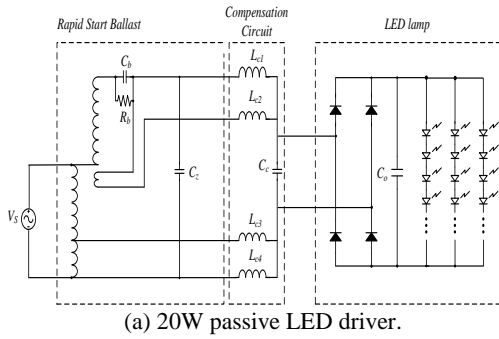 Rapid Start Ballast
Compensation
Circuit
LED lamp
C_b
R_b
L_c1
L_c2
C_z
C_c
C_o
V_S
L_c3
L_c4
(a) 20W passive LED driver.